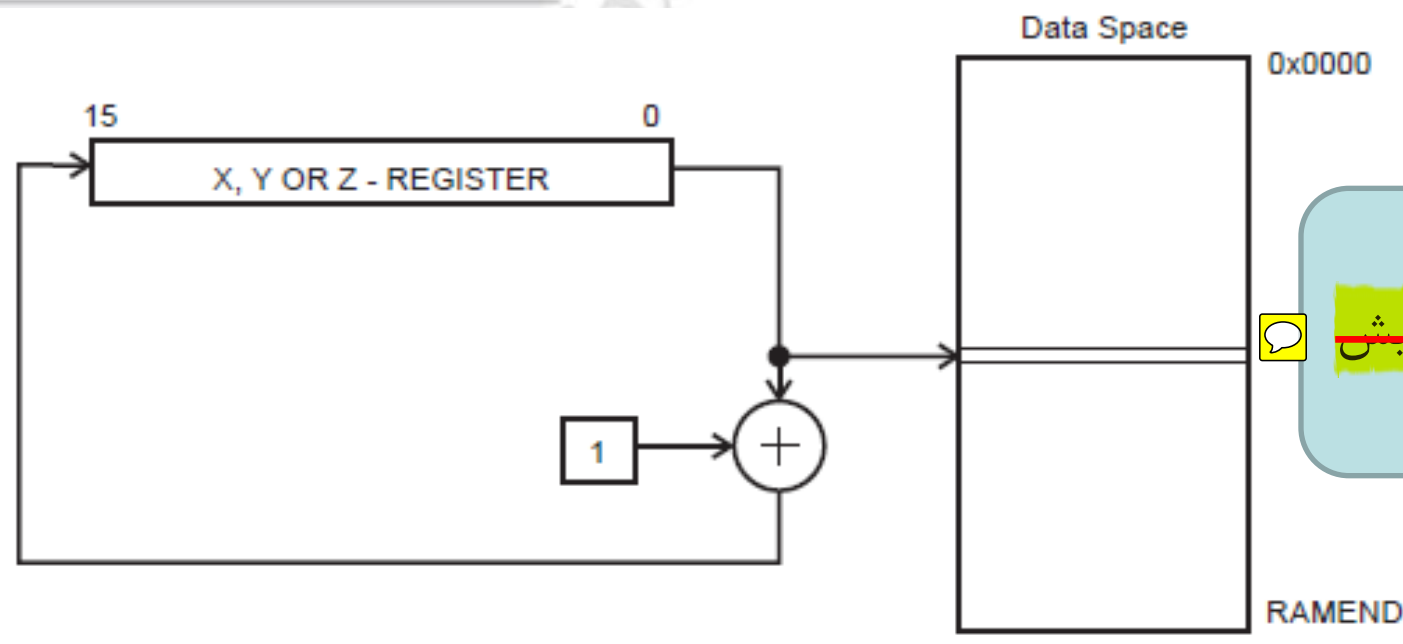 Data Space
0x0000
15 0
X, Y OR Z - REGISTER
1
+
RAMEND